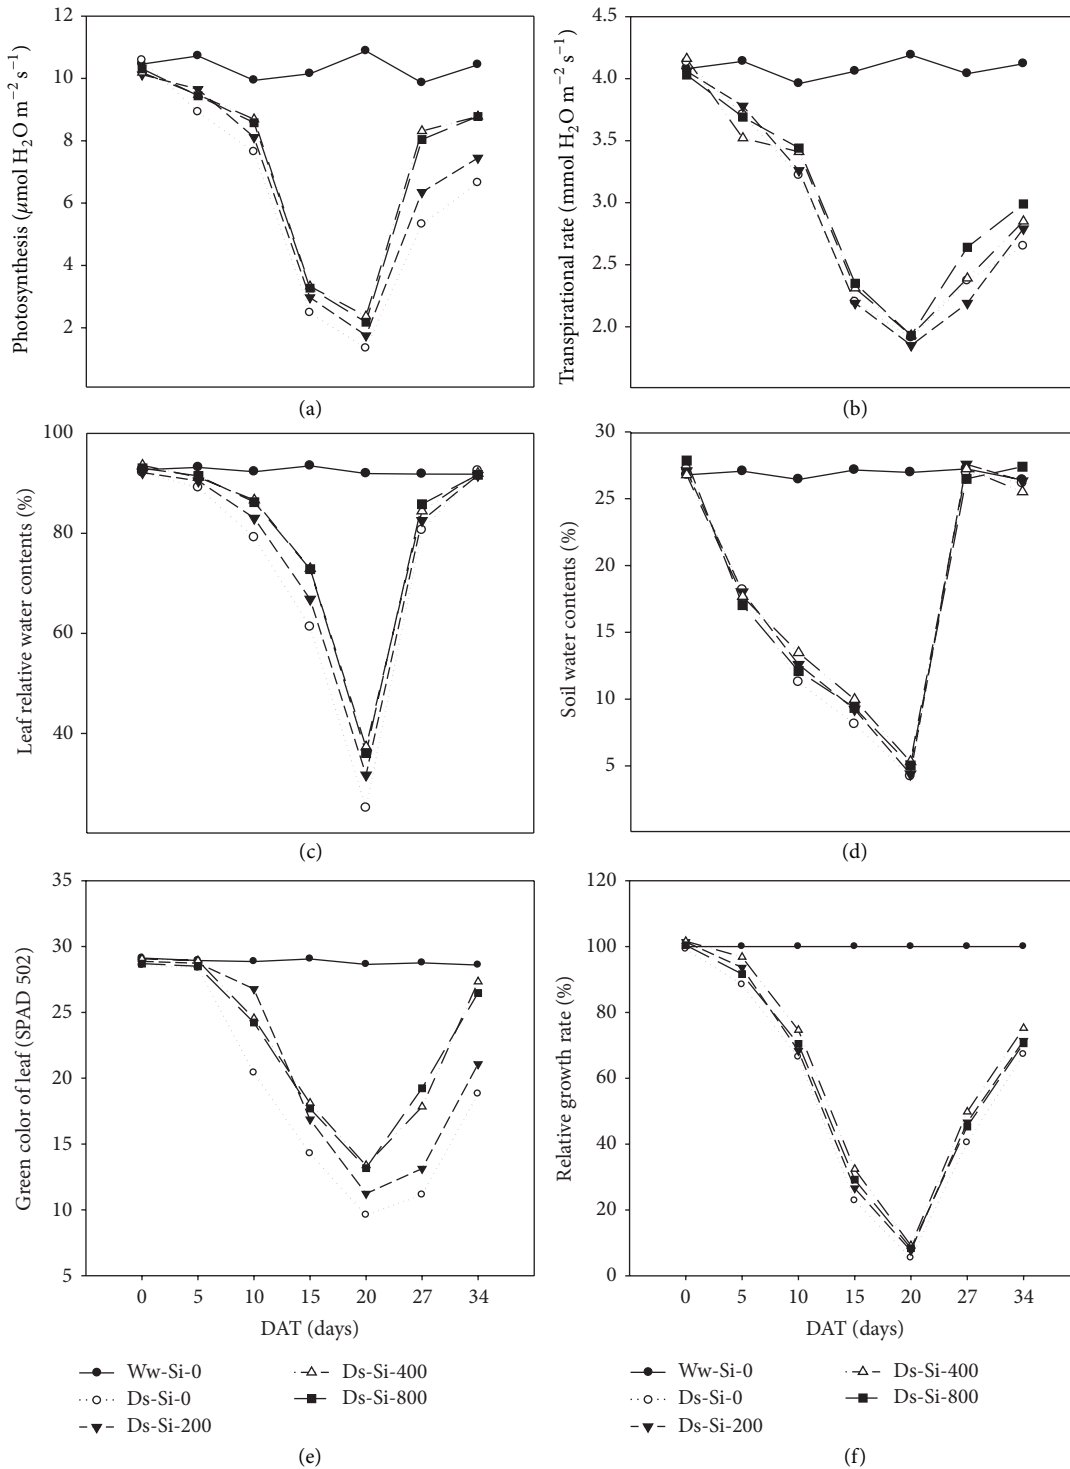 12
10
8
6
4
2
Photosynthesis (μmol H₂O m⁻² s⁻¹)
(a)
4.5
4.0
3.5
3.0
2.5
2.0
Transpirational rate (mmol H₂O m⁻² s⁻¹)
(b)
100
80
60
40
Leaf relative water contents (%)
(c)
30
25
20
15
10
5
Soil water contents (%)
(d)
35
30
25
20
15
10
5
Green color of leaf (SPAD 502)
0 5 10 15 20 27 34
DAT (days)
Ww-Si-0
Ds-Si-0
Ds-Si-200
Ds-Si-400
Ds-Si-800
(e)
120
100
80
60
40
20
0
Relative growth rate (%)
0 5 10 15 20 27 34
DAT (days)
Ww-Si-0
Ds-Si-0
Ds-Si-200
Ds-Si-400
Ds-Si-800
(f)